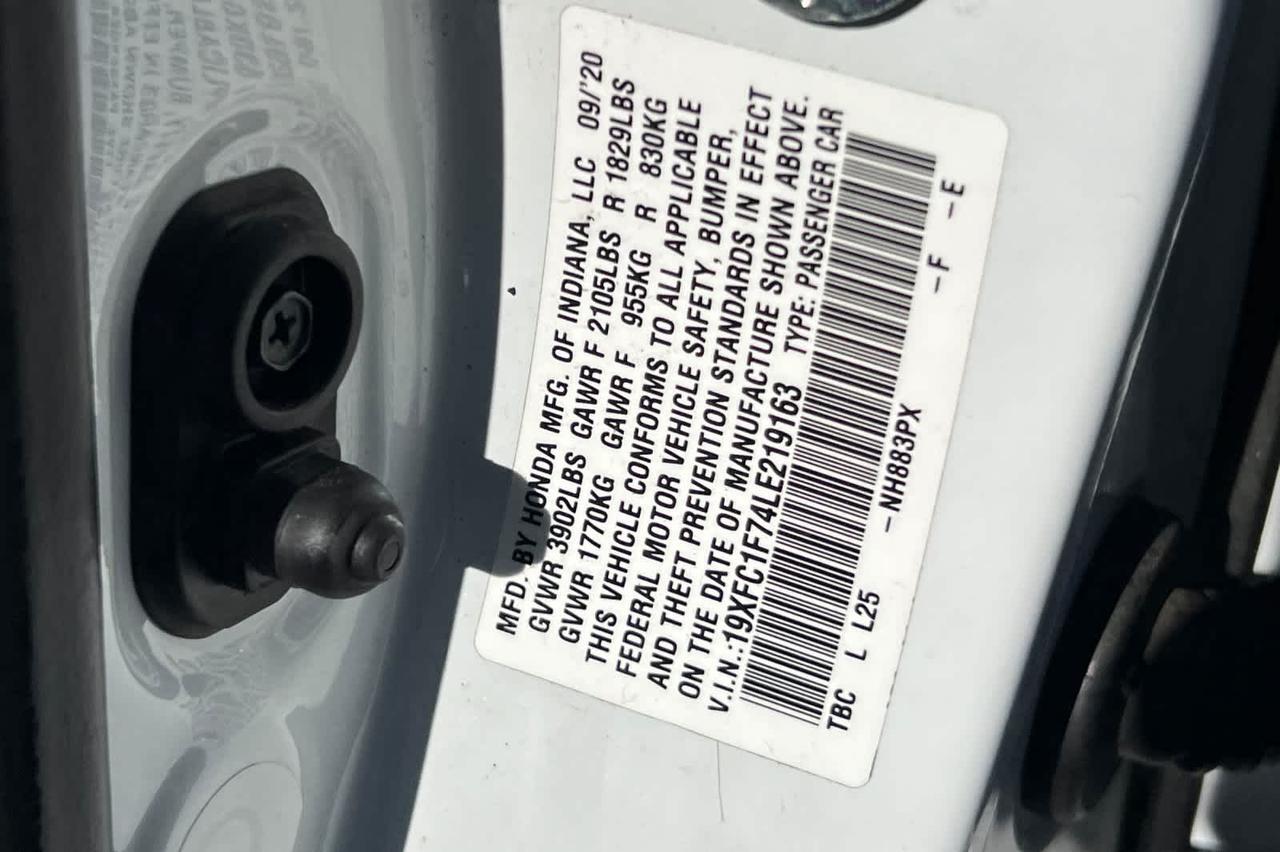 MFD. BY HONDA MFG. OF INDIANA, LLC 09/'20
GVWR 3902LBS GAWR F 2105LBS R 1829LBS
GVWR 1770KG GAWR F 955KG R 830KG
THIS VEHICLE CONFORMS TO ALL APPLICABLE
FEDERAL MOTOR VEHICLE SAFETY, BUMPER,
AND THEFT PREVENTION STANDARDS IN EFFECT
ON THE DATE OF MANUFACTURE SHOWN ABOVE.
V.I.N.:19XFC1F74LE219163 TYPE: PASSENGER CAR
TBC L L25 -NH883PX -F -E